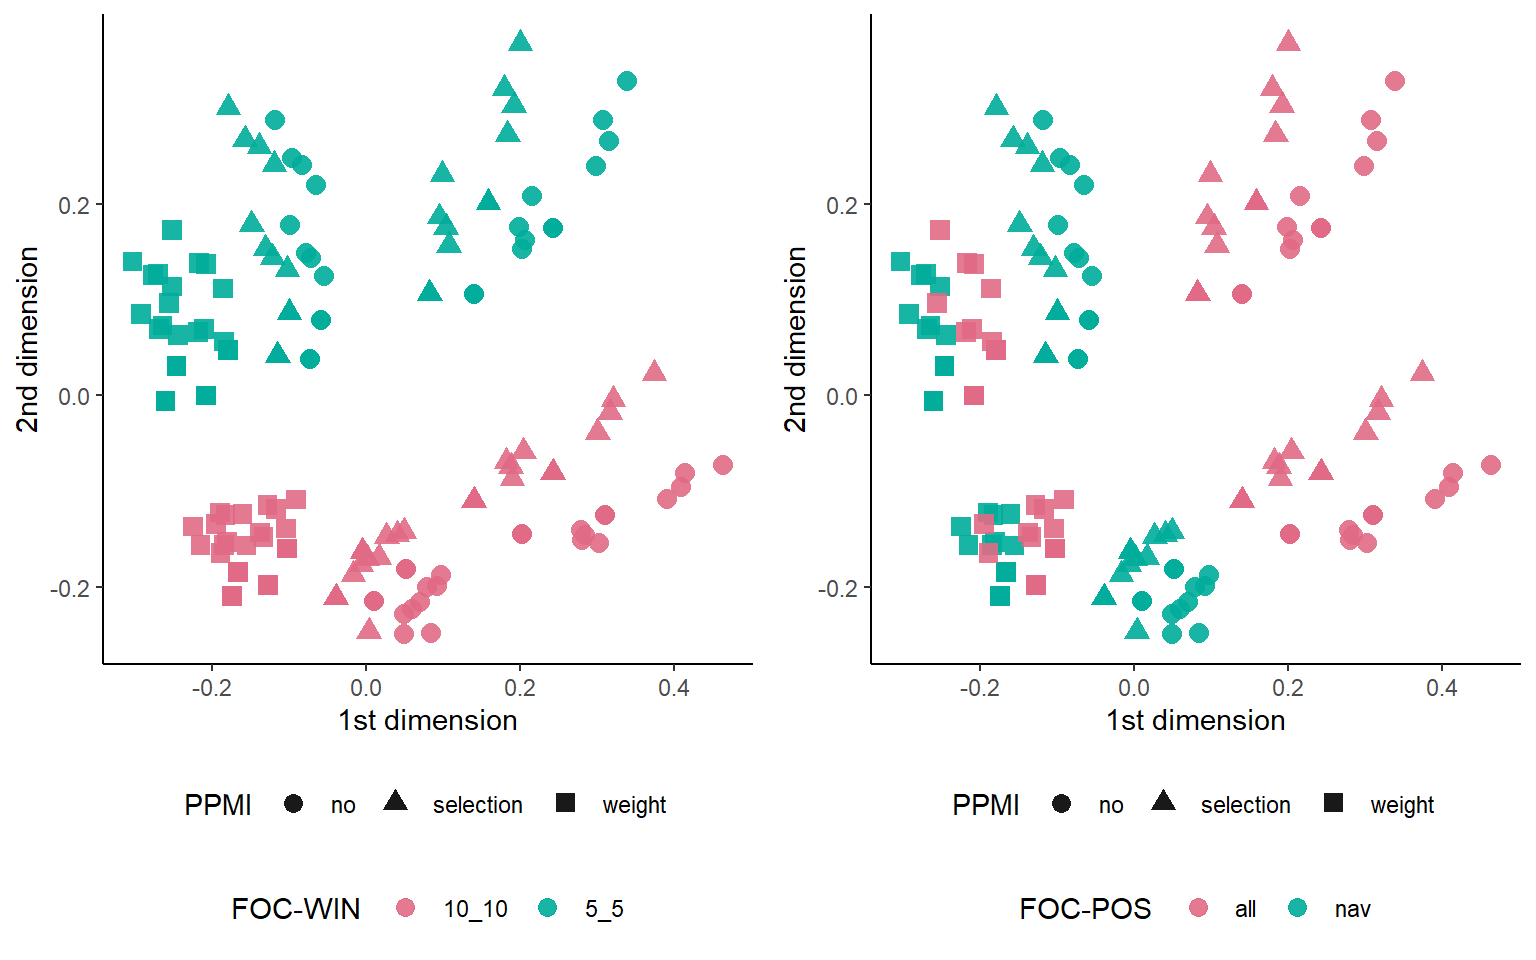 0.2
0.0
-0.2
2nd dimension
-0.2 0.0 0.2 0.4
1st dimension
PPMI no selection weight
FOC-WIN 10_10 5_5
0.2
0.0
-0.2
2nd dimension
-0.2 0.0 0.2 0.4
1st dimension
PPMI no selection weight
FOC-POS all nav